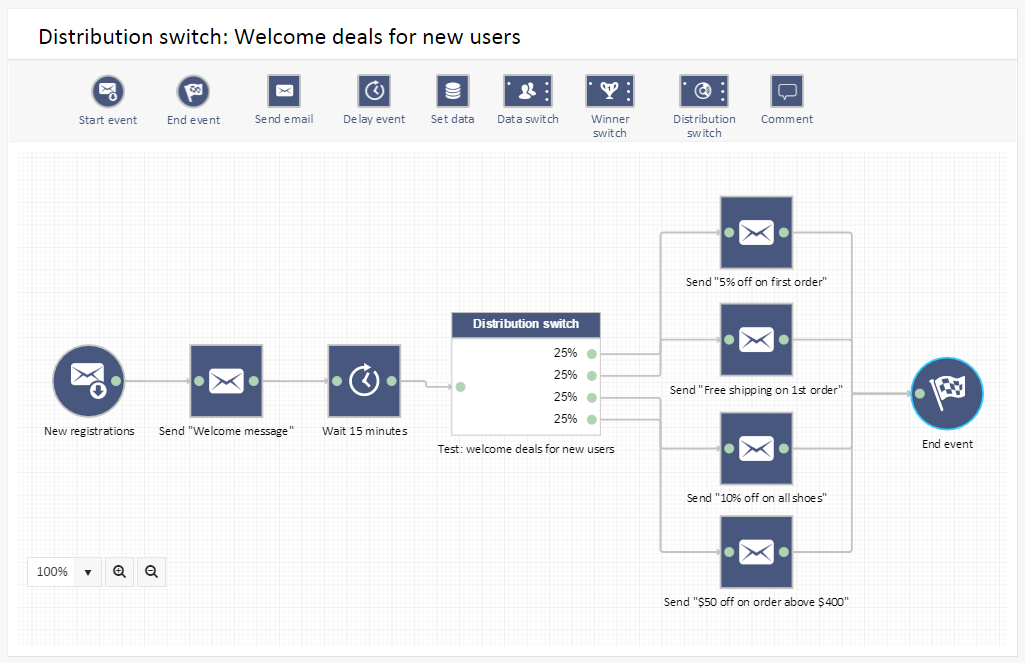 Distribution switch: Welcome deals for new users
Start event
End event
Send email
Delay event
Set data
Data switch
Winner
switch
Distribution
switch
Comment
Send "5% off on first order"
Distribution switch
25%
25%
25%
25%
Send "Free shipping on 1st order"
New registrations
Send "Welcome message"
Wait 15 minutes
Test: welcome deals for new users
End event
Send "10% off on all shoes"
100%
Send "$50 off on order above $400"